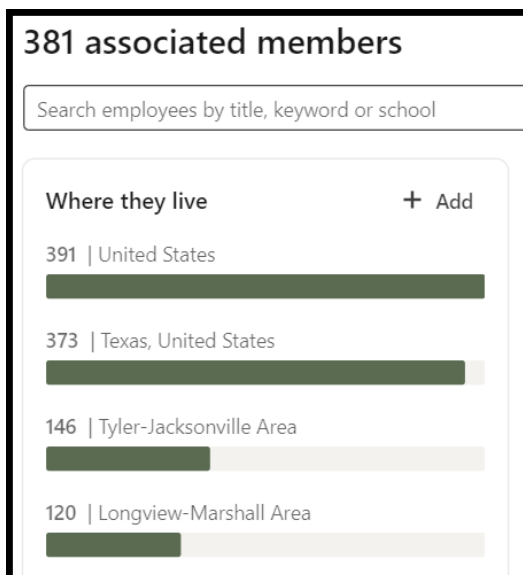 381 associated members
Search employees by title, keyword or school
Where they live + Add
391 | United States
373 | Texas, United States
146 | Tyler-Jacksonville Area
120 | Longview-Marshall Area